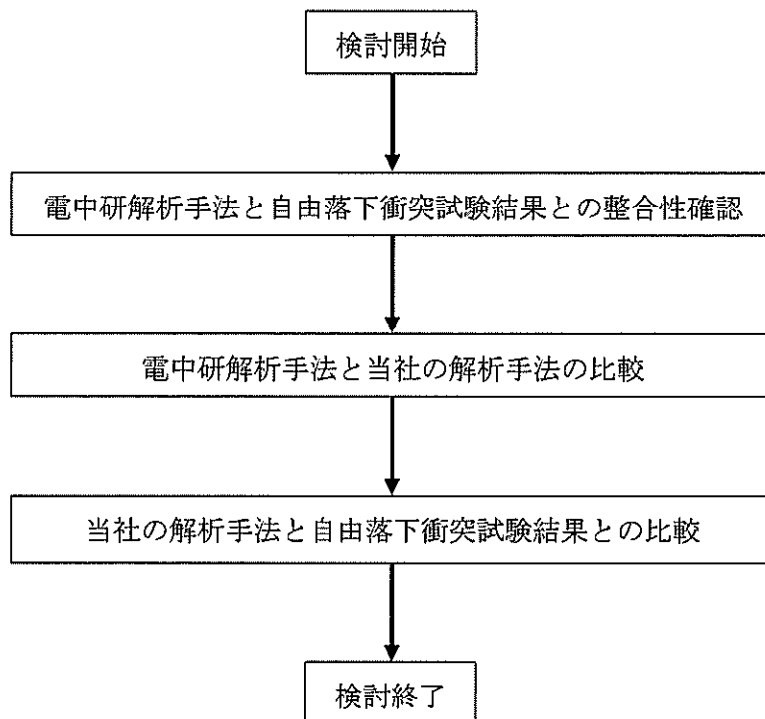 検討開始
電中研解析手法と自由落下衝突試験結果との整合性確認
電中研解析手法と当社の解析手法の比較
当社の解析手法と自由落下衝突試験結果との比較
検討終了